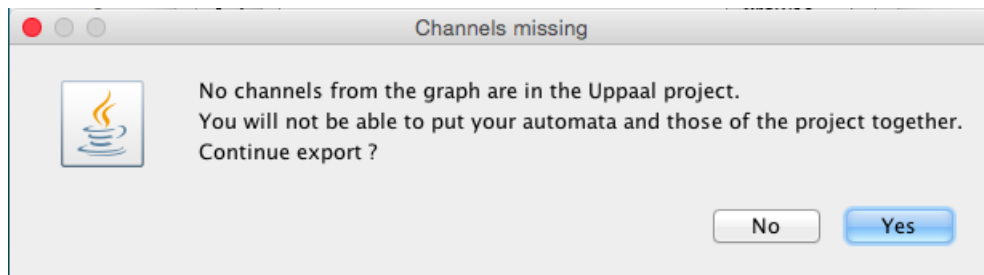 Channels missing
No channels from the graph are in the Uppaal project.
You will not be able to put your automata and those of the project together.
Continue export ?
No
Yes